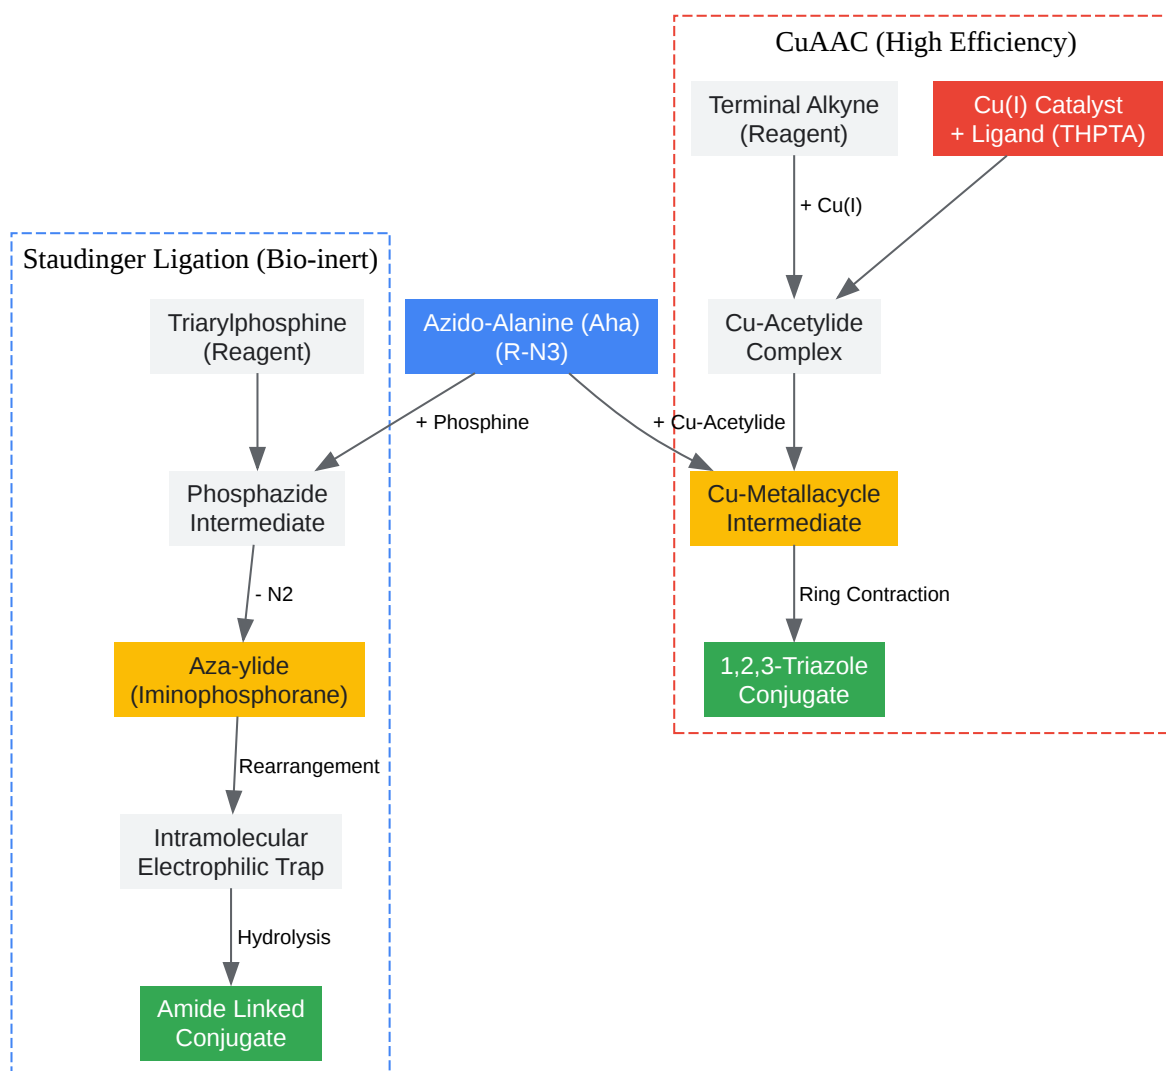 CuAAC (High Efficiency)
Terminal Alkyne
(Reagent)
Cu(I) Catalyst
+ Ligand (THPTA)
+ Cu(I)
Staudinger Ligation (Bio-inert)
Triarylphosphine
(Reagent)
Azido-Alanine (Aha)
(R-N3)
Cu-Acetylide
Complex
+ Phosphine
+ Cu-Acetylide
Phosphazide
Intermediate
Cu-Metallacycle
Intermediate
- N2
Ring Contraction
Aza-ylide
(Iminophosphorane)
1,2,3-Triazole
Conjugate
Rearrangement
Intramolecular
Electrophilic Trap
Hydrolysis
Amide Linked
Conjugate